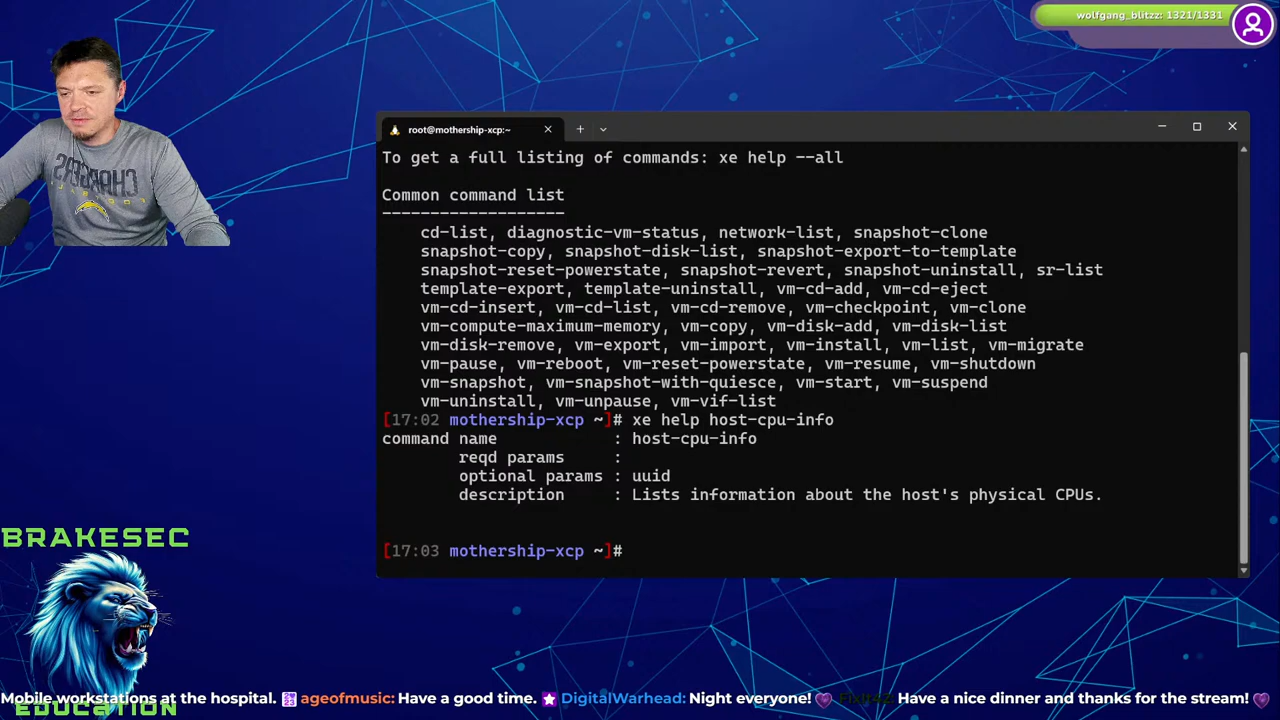 wolfgang_blitzz: 1321/1331
root@mothership-xcp:~
To get a full listing of commands: xe help --all
Common command list
-------------------
cd-list, diagnostic-vm-status, network-list, snapshot-clone
snapshot-copy, snapshot-disk-list, snapshot-export-to-template
snapshot-reset-powerstate, snapshot-revert, snapshot-uninstall, sr-list
template-export, template-uninstall, vm-cd-add, vm-cd-eject
vm-cd-insert, vm-cd-list, vm-cd-remove, vm-checkpoint, vm-clone
vm-compute-maximum-memory, vm-copy, vm-disk-add, vm-disk-list
vm-disk-remove, vm-export, vm-import, vm-install, vm-list, vm-migrate
vm-pause, vm-reboot, vm-reset-powerstate, vm-resume, vm-shutdown
vm-snapshot, vm-snapshot-with-quiesce, vm-start, vm-suspend
vm-uninstall, vm-unpause, vm-vif-list
[17:02 mothership-xcp ~]# xe help host-cpu-info
command name : host-cpu-info
reqd params :
optional params : uuid
description : Lists information about the host's physical CPUs.
[17:03 mothership-xcp ~]#
CHARGERS
BRAKESEC
EDUCATION
Mobile workstations at the hospital. ageofmusic: Have a good time. DigitalWarhead: Night everyone! Have a nice dinner and thanks for the stream!